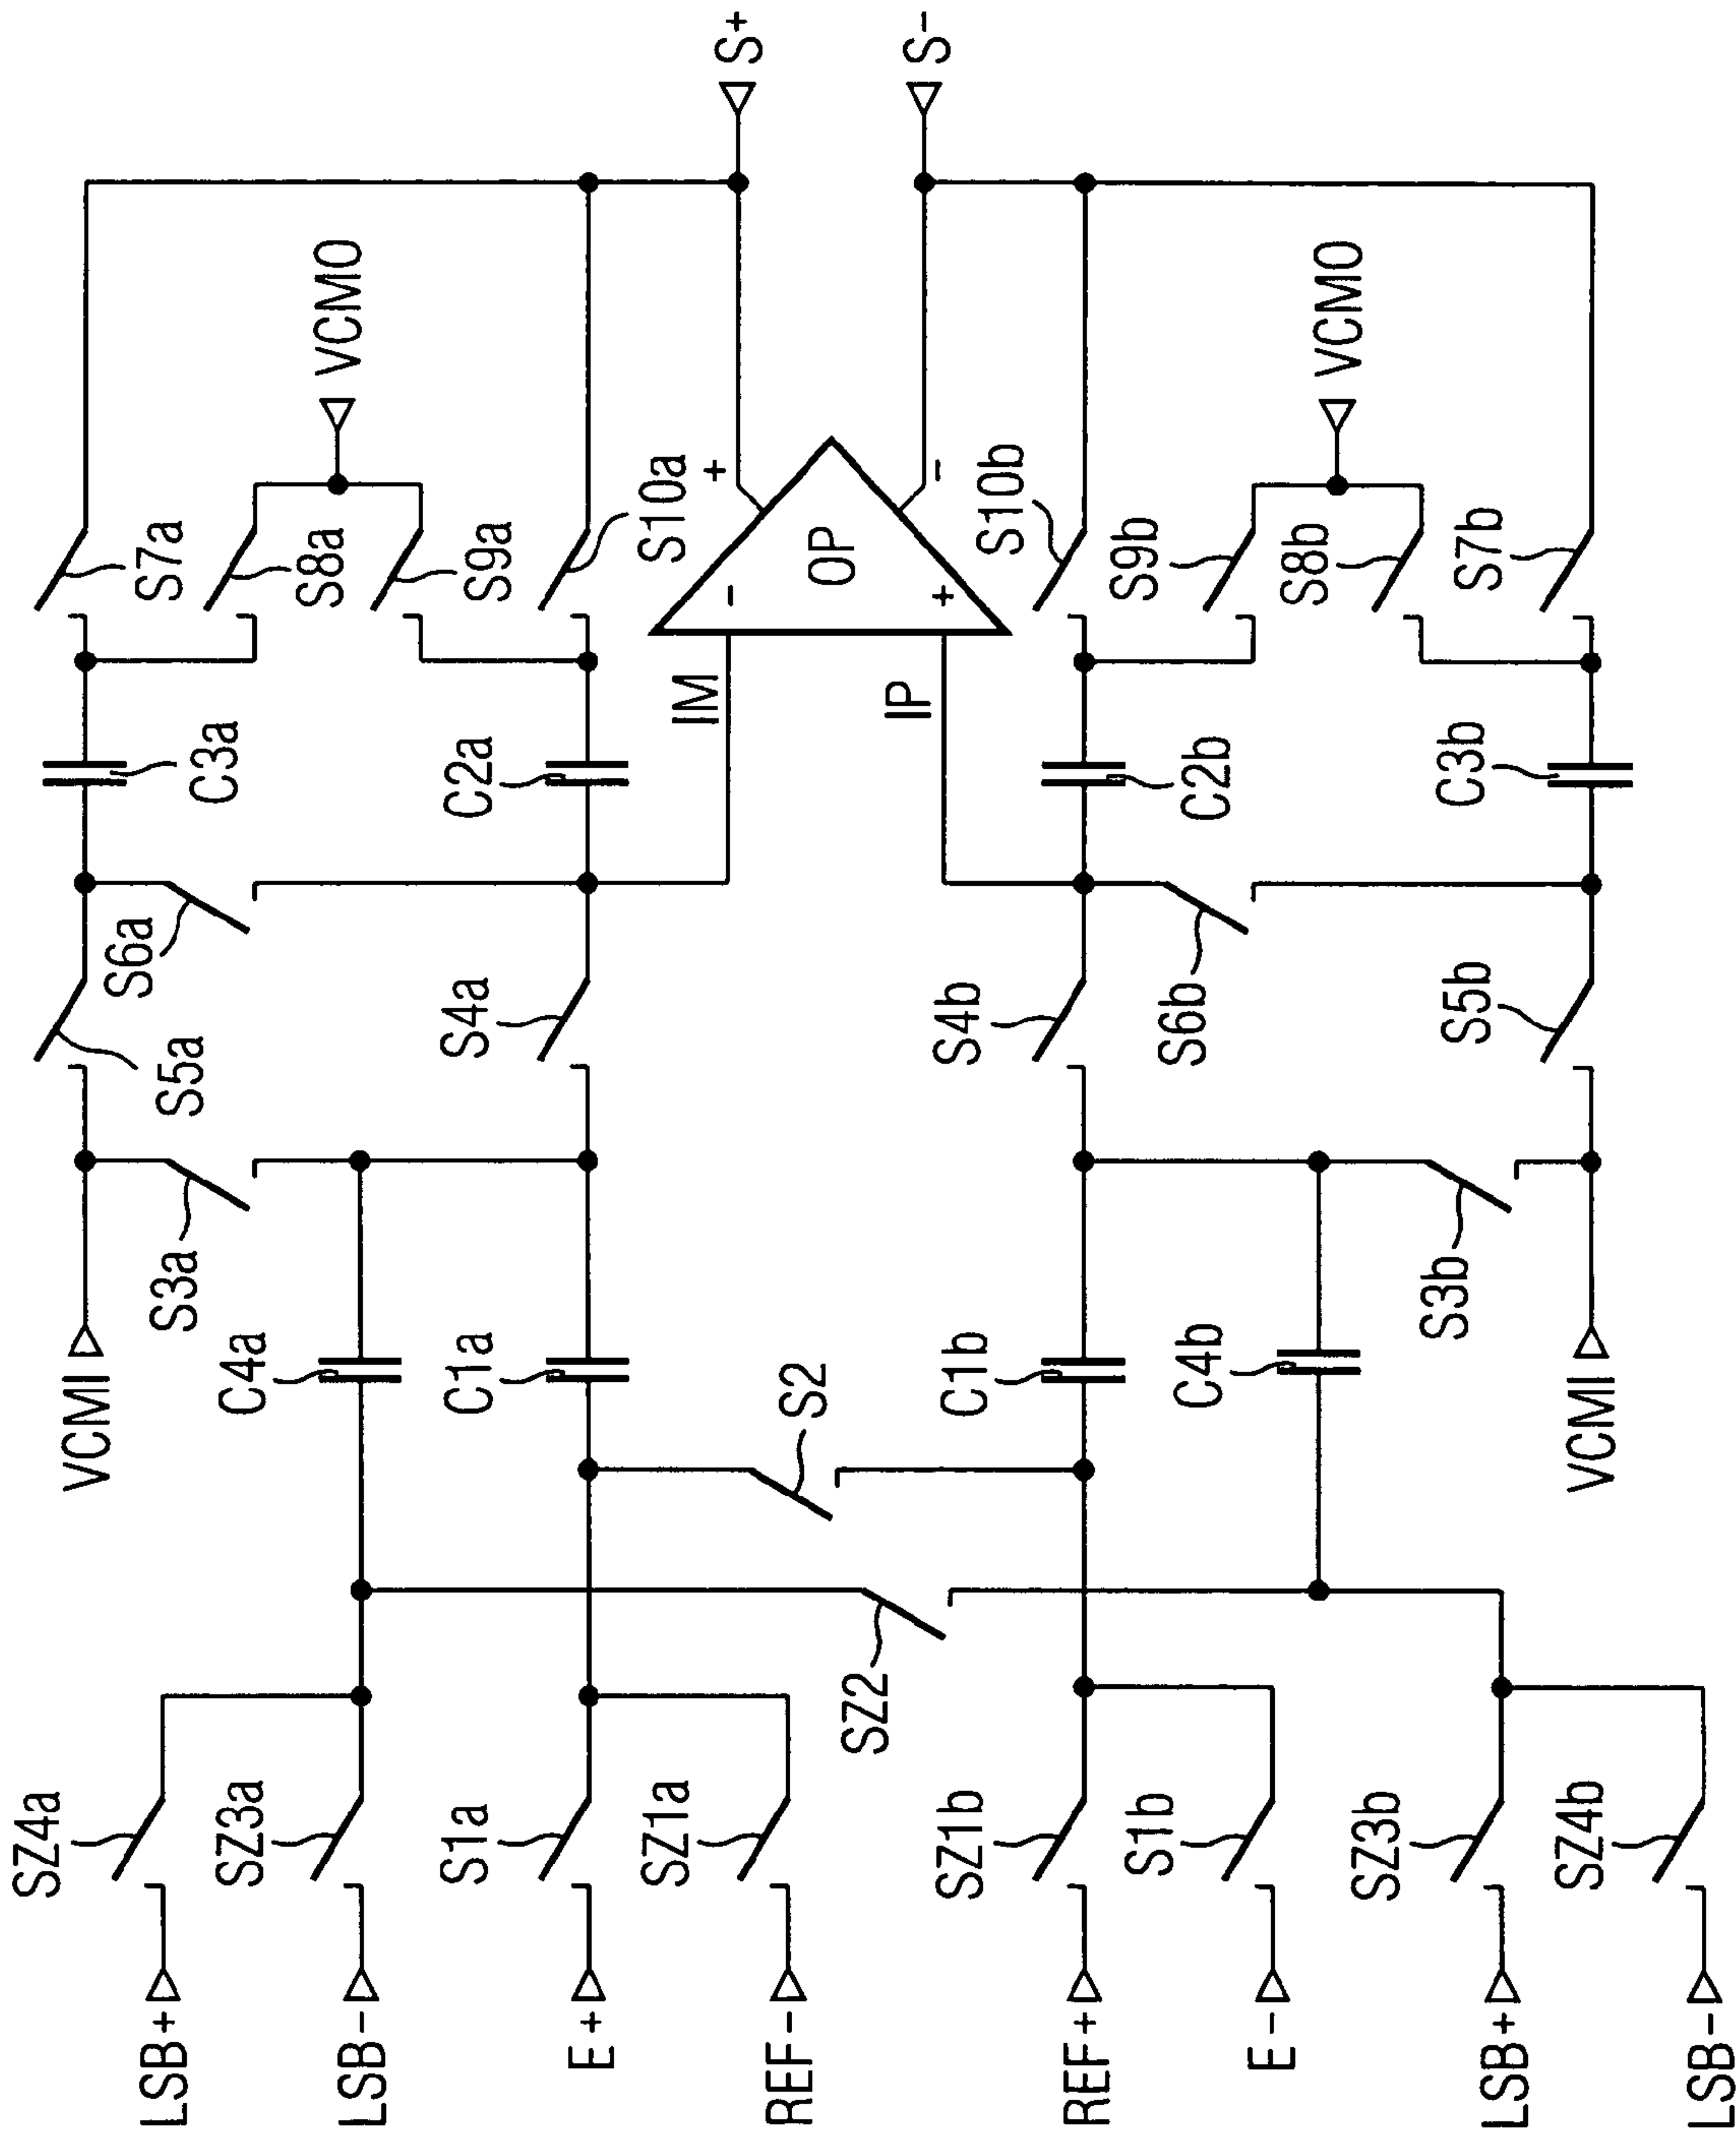 S+
S-
S7a
VCMO
S8a
S9a
S10a
+
-
OP
-
+
S10b
S9b
VCMO
S8b
S7b
C3a
C2a
IM
IP
C2b
C3b
S6a
S5a
S4a
S4b
S6b
S5b
S3a
VCMI
C4a
C1a
S2
C1b
C4b
S3b
VCMI
SZ2
SZ4a
SZ3a
S1a
SZ1a
SZ1b
S1b
SZ3b
SZ4b
LSB+
LSB-
E+
REF-
REF+
E-
LSB+
LSB-